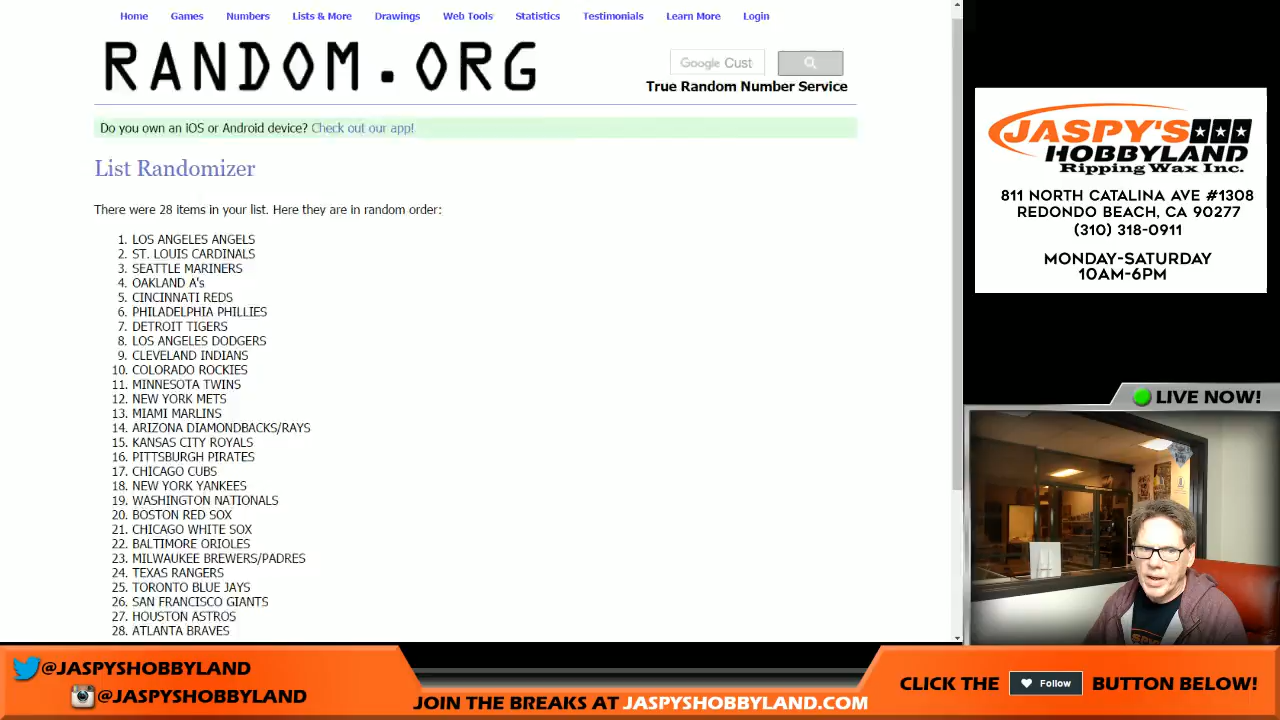 Home Games Numbers Lists & More Drawings Web Tools Statistics Testimonials Learn More Login
RANDOM.ORG
Google Cust
True Random Number Service
Do you own an iOS or Android device? Check out our app!
List Randomizer
There were 28 items in your list. Here they are in random order:
1. LOS ANGELES ANGELS
2. ST. LOUIS CARDINALS
3. SEATTLE MARINERS
4. OAKLAND A's
5. CINCINNATI REDS
6. PHILADELPHIA PHILLIES
7. DETROIT TIGERS
8. LOS ANGELES DODGERS
9. CLEVELAND INDIANS
10. COLORADO ROCKIES
11. MINNESOTA TWINS
12. NEW YORK METS
13. MIAMI MARLINS
14. ARIZONA DIAMONDBACKS/RAYS
15. KANSAS CITY ROYALS
16. PITTSBURGH PIRATES
17. CHICAGO CUBS
18. NEW YORK YANKEES
19. WASHINGTON NATIONALS
20. BOSTON RED SOX
21. CHICAGO WHITE SOX
22. BALTIMORE ORIOLES
23. MILWAUKEE BREWERS/PADRES
24. TEXAS RANGERS
25. TORONTO BLUE JAYS
26. SAN FRANCISCO GIANTS
27. HOUSTON ASTROS
28. ATLANTA BRAVES
JASPY'S
HOBBYLAND
Ripping Wax Inc.
811 NORTH CATALINA AVE #1308
REDONDO BEACH, CA 90277
(310) 318-0911
MONDAY-SATURDAY
10AM-6PM
LIVE NOW!
@JASPYSHOBBYLAND
@JASPYSHOBBYLAND
JOIN THE BREAKS AT JASPYSHOBBYLAND.COM
CLICK THE Follow BUTTON BELOW!